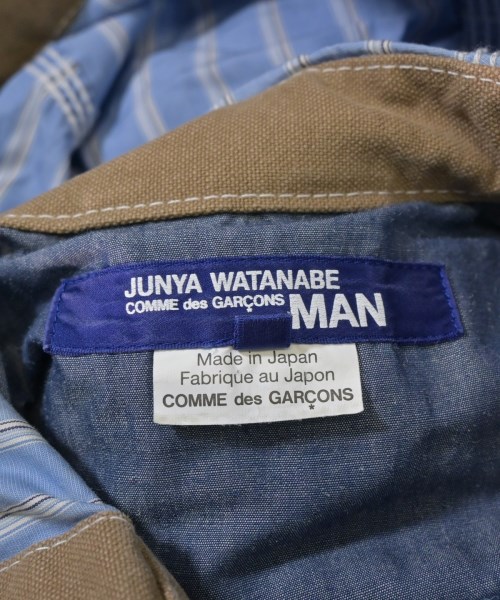 JUNYA WATANABE
COMME des GARÇONS MAN
Made in Japan
Fabrique au Japon
COMME des GARÇONS